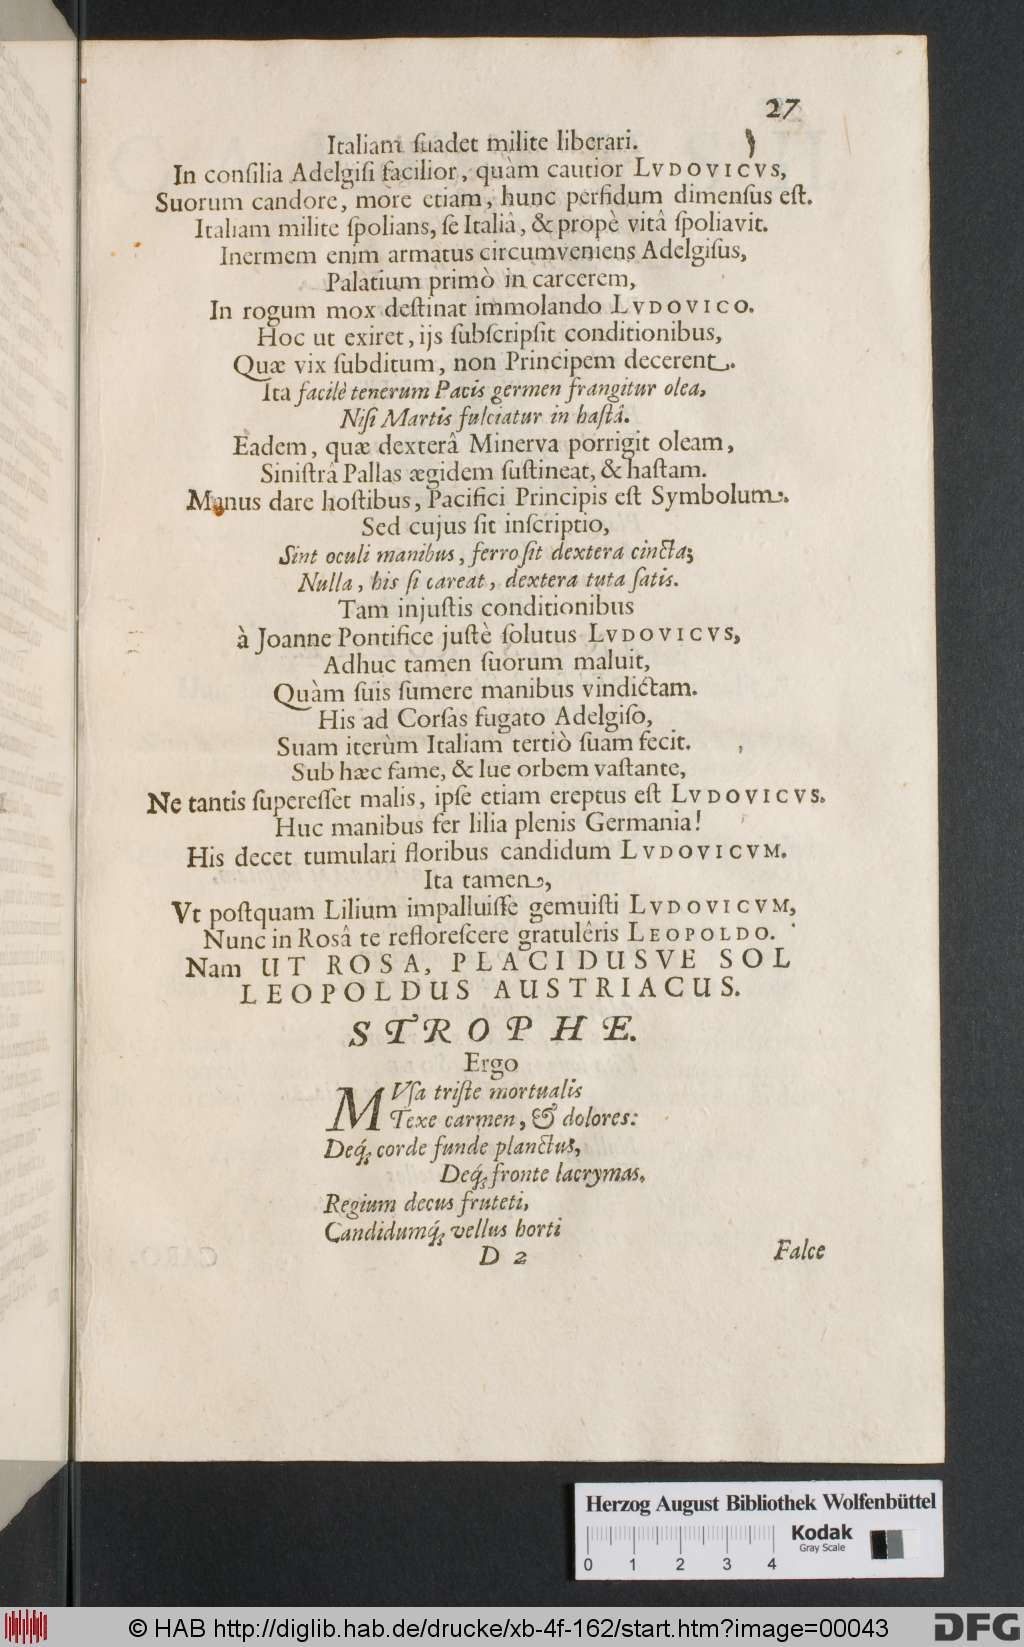 27
Italiam ſuadet milite liberari.
In conſilia Adelgiſi facilior, quàm cautior LVDOVICVS,
Suorum candore, more etiam, hunc perfidum dimenſus eſt.
Italiam milite ſpolians, ſe Italiâ, & propè vitâ ſpoliavit.
Inermem enim armatus circumveniens Adelgiſus,
Palatium primò in carcerem,
In rogum mox deſtinat immolando LVDOVICO.
Hoc ut exiret, ijs ſubſcripſit conditionibus,
Quæ vix ſubditum, non Principem decerent.
Ita facilè tenerum Pacis germen frangitur olea,
Niſi Martis fulciatur in haſtâ.
Eadem, quæ dexterâ Minerva porrigit oleam,
Siniſtrâ Pallas ægidem ſuſtineat, & haſtam.
Manus dare hoſtibus, Pacifici Principis eſt Symbolum.
Sed cujus ſit inſcriptio,
Sint oculi manibus, ferro ſit dextera cincta;
Nulla, his ſi careat, dextera tuta ſatis.
Tam injuſtis conditionibus
à Joanne Pontifice juſtè ſolutus LVDOVICVS,
Adhuc tamen ſuorum maluit,
Quàm ſuis ſumere manibus vindictam.
His ad Corſas fugato Adelgiſo,
Suam iterùm Italiam tertiò ſuam fecit.
Sub hæc fame, & lue orbem vaſtante,
Ne tantis ſupereſſet malis, ipſe etiam ereptus eſt LVDOVICVS.
Huc manibus fer lilia plenis Germania!
His decet tumulari floribus candidum LVDOVICVM.
Ita tamen,
Vt poſtquam Lilium impalluiſſe gemuiſti LVDOVICVM,
Nunc in Rosâ te refloreſcere gratulêris LEOPOLDO.
Nam UT ROSA, PLACIDUSVE SOL
LEOPOLDUS AUSTRIACUS.
STROPHE.
Ergo
MVſa triſte mortualis
Texe carmen, & dolores:
Deq́; corde funde planctus,
Deq́; fronte lacrymas.
Regium decus fruteti,
Candidumq́; vellus horti
D 2
Falce
Herzog August Bibliothek Wolfenbüttel
Kodak
Gray Scale
0 1 2 3 4
© HAB http://diglib.hab.de/drucke/xb-4f-162/start.htm?image=00043
DFG